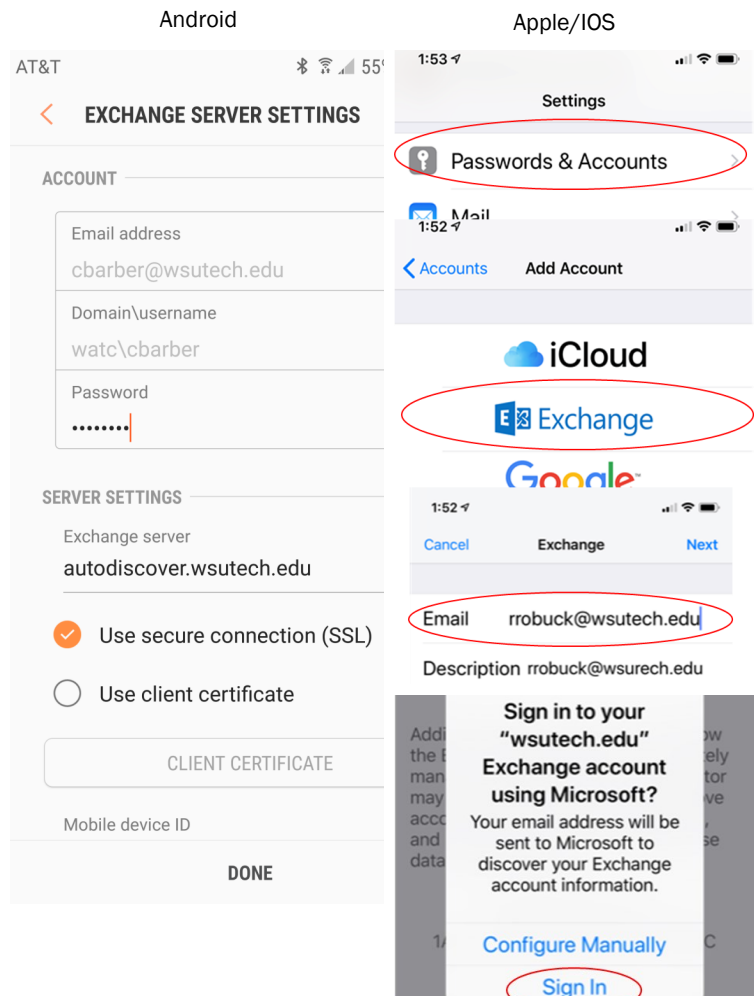 Android
AT&T
55
EXCHANGE SERVER SETTINGS
ACCOUNT
Email address
cbarber@wsutech.edu
Domain\username
watc\cbarber
Password
••••••••
SERVER SETTINGS
Exchange server
autodiscover.wsutech.edu
Use secure connection (SSL)
Use client certificate
CLIENT CERTIFICATE
Mobile device ID
DONE
Apple/IOS
1:53
Settings
Passwords & Accounts
Mail
1:52
Accounts Add Account
iCloud
E Exchange
Google
1:52
Cancel Exchange Next
Email rrobuck@wsutech.edu
Description rrobuck@wsurech.edu
Sign in to your
“wsutech.edu”
Exchange account
using Microsoft?
Your email address will be
sent to Microsoft to
discover your Exchange
account information.
Configure Manually
Sign In